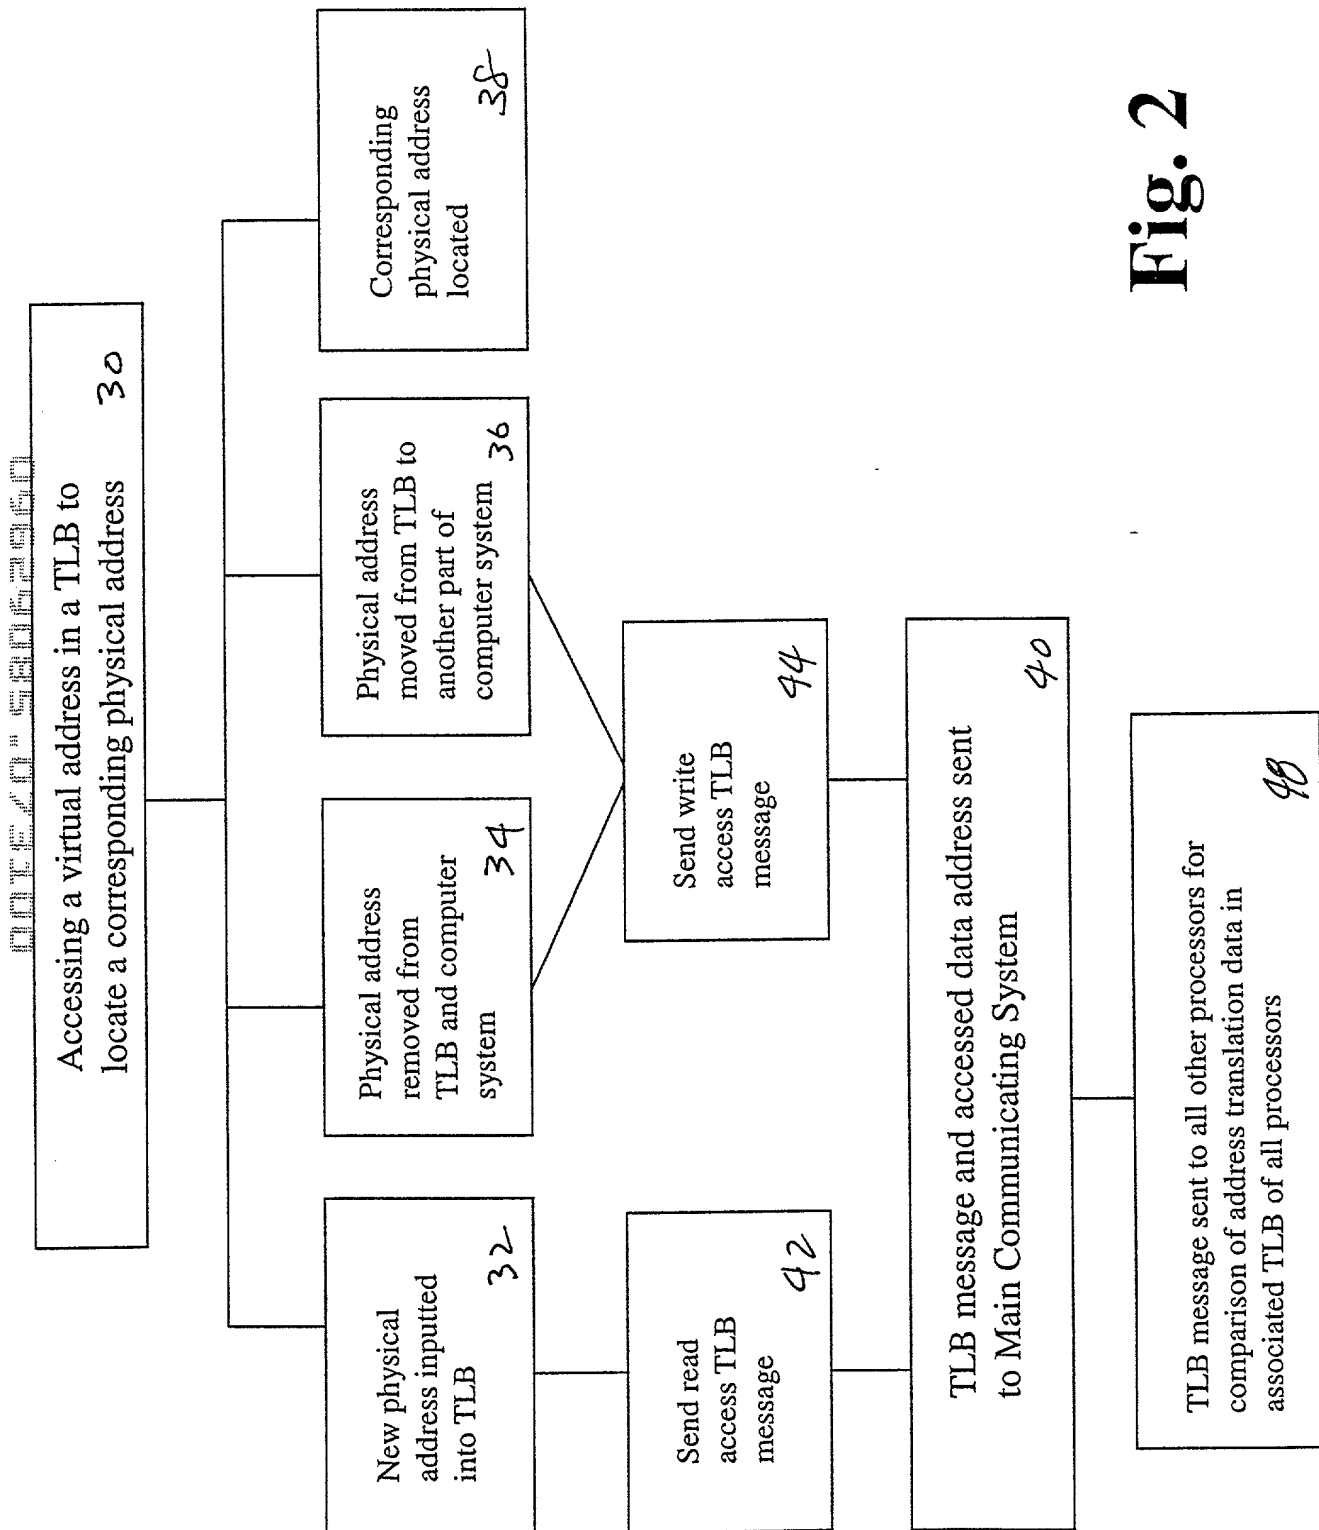 Accessing a virtual address in a TLB to
locate a corresponding physical address 30
New physical
address inputted
into TLB
32
Physical address
removed from
TLB and computer
system
34
Physical address
moved from TLB to
another part of
computer system 36
Corresponding
physical address
located
38
Send read
access TLB
message
42
Send write
access TLB
message
44
TLB message and accessed data address sent
to Main Communicating System
40
TLB message sent to all other processors for
comparison of address translation data in
associated TLB of all processors
48
Fig. 2